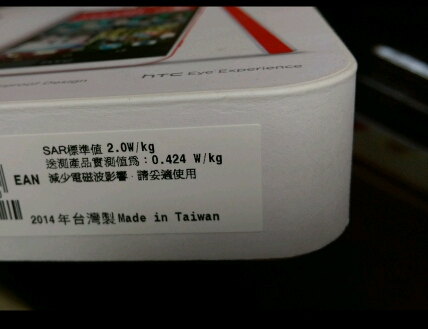 proof Design
hTC Eye Experience
SAR標準值 2.0W/kg
送測產品實測值為：0.424 W/kg
EAN 減少電磁波影響，請妥適使用
2014年台灣製 Made in Taiwan